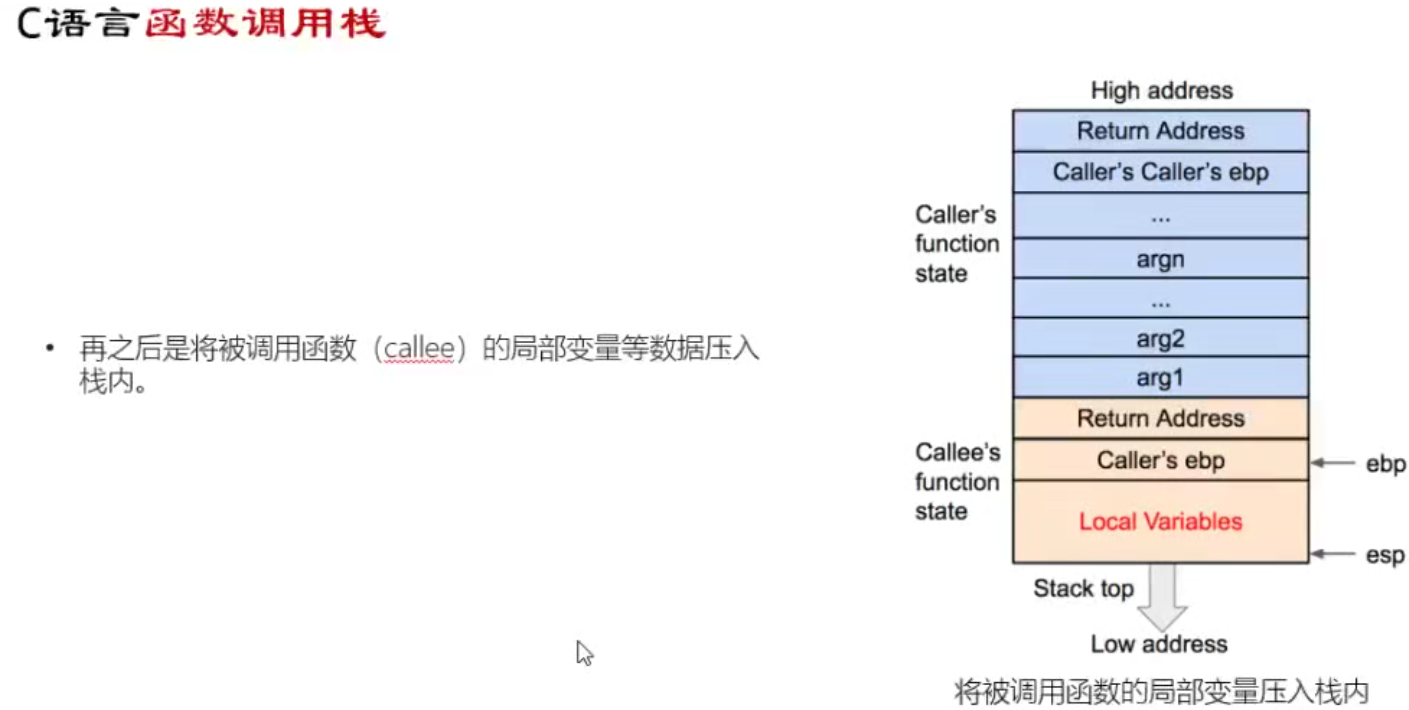 C语言函数调用栈
• 再之后是将被调用函数（callee）的局部变量等数据压入
栈内。
High address
Return Address
Caller's Caller's ebp
...
argn
...
arg2
arg1
Caller's
function
state
Return Address
Caller's ebp
Local Variables
Callee's
function
state
ebp
esp
Stack top
Low address
将被调用函数的局部变量压入栈内